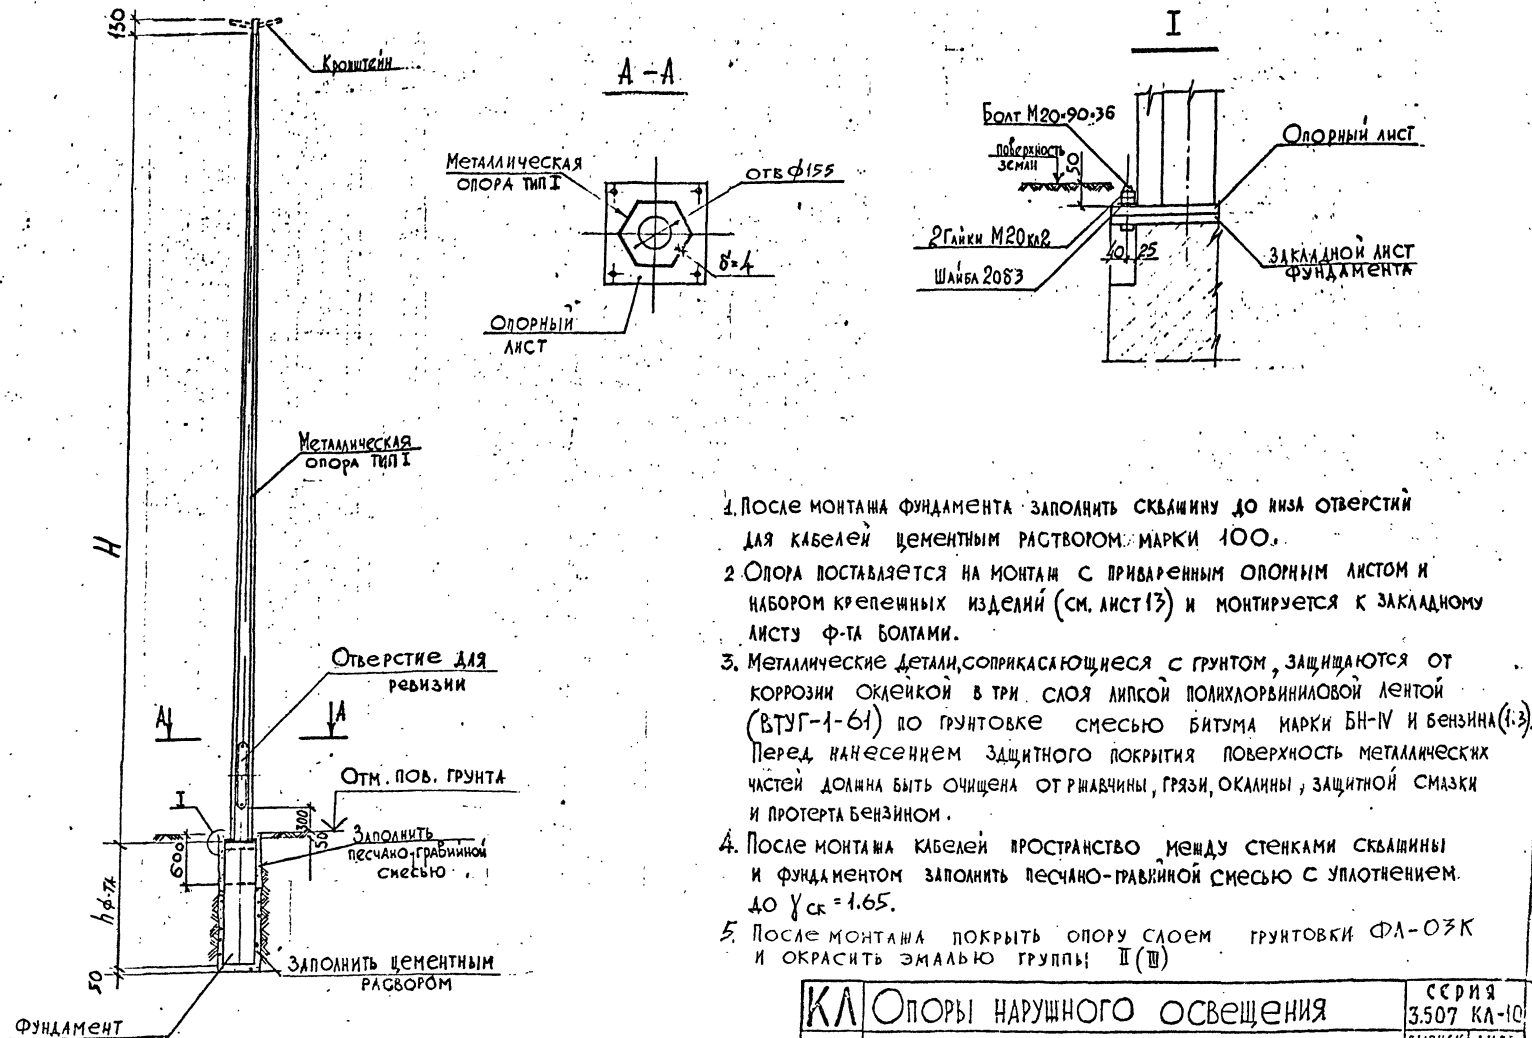 130
Кронштейн
H
Металлическая
опора тип I
Отверстие для
ревизии
A
A
Отм. пов. грунта
I
300
50
600
Заполнить
песчано-гравийной
смесью
h ф-та
50
Заполнить цементным
расвором
Фундамент
A - A
Металлическая
опора тип I
отв ф155
δ=4
Опорный
лист
I
Болт М20×90.36
Поверхность
земли
50
Опорный лист
2 Гайки М20 кл2
Шайба 20б3
40 25
Закладной лист
фундамента
1. После монтажа фундамента заполнить скважину до низа отверстий
для кабелей цементным раствором марки 100.
2 Опора поставляется на монтаж с приваренным опорным листом и
набором крепежных изделий (см. лист 13) и монтируется к закладному
листу ф-та болтами.
3. Металлические детали, соприкасающиеся с грунтом, защищаются от
коррозии оклейкой в три слоя липкой полихлорвиниловой лентой
(ВТУГ-1-61) по грунтовке смесью битума марки БН-IV и бензина (1:3).
Перед нанесением защитного покрытия поверхность металлических
частей должна быть очищена от ржавчины, грязи, окалины, защитной смазки
и протерта бензином.
4. После монтажа кабелей пространство между стенками скважины
и фундаментом заполнить песчано-гравийной смесью с уплотнением
до γск = 1.65.
5. После монтажа покрыть опору слоем грунтовки ФЛ-03К
и окрасить эмалью группы II (III)
КЛ Опоры наружного освещения
серия
3.507 КЛ-10